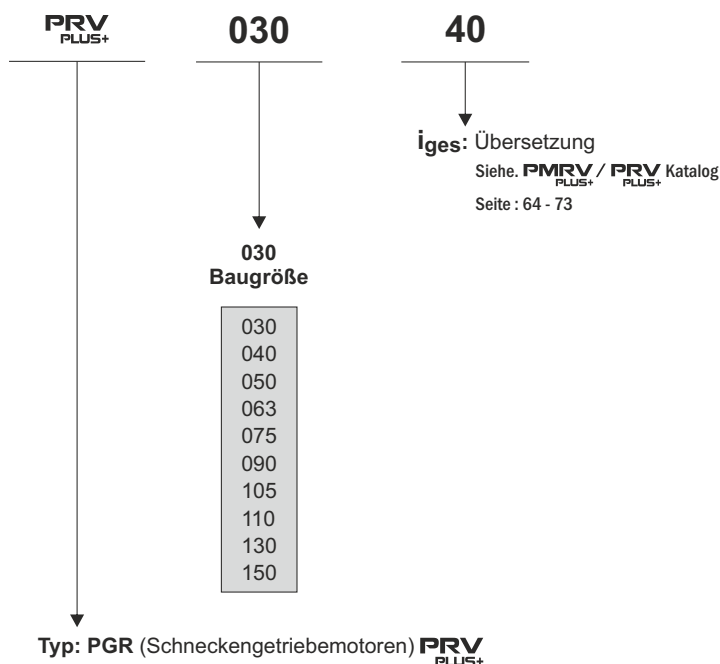 PRV PLUS+ 030 40
iges: Übersetzung
Siehe. PMRV PLUS+ / PRV PLUS+ Katalog
Seite : 64 - 73
030
Baugröße
030
040
050
063
075
090
105
110
130
150
Typ: PGR (Schneckengetriebemotoren) PRV PLUS+